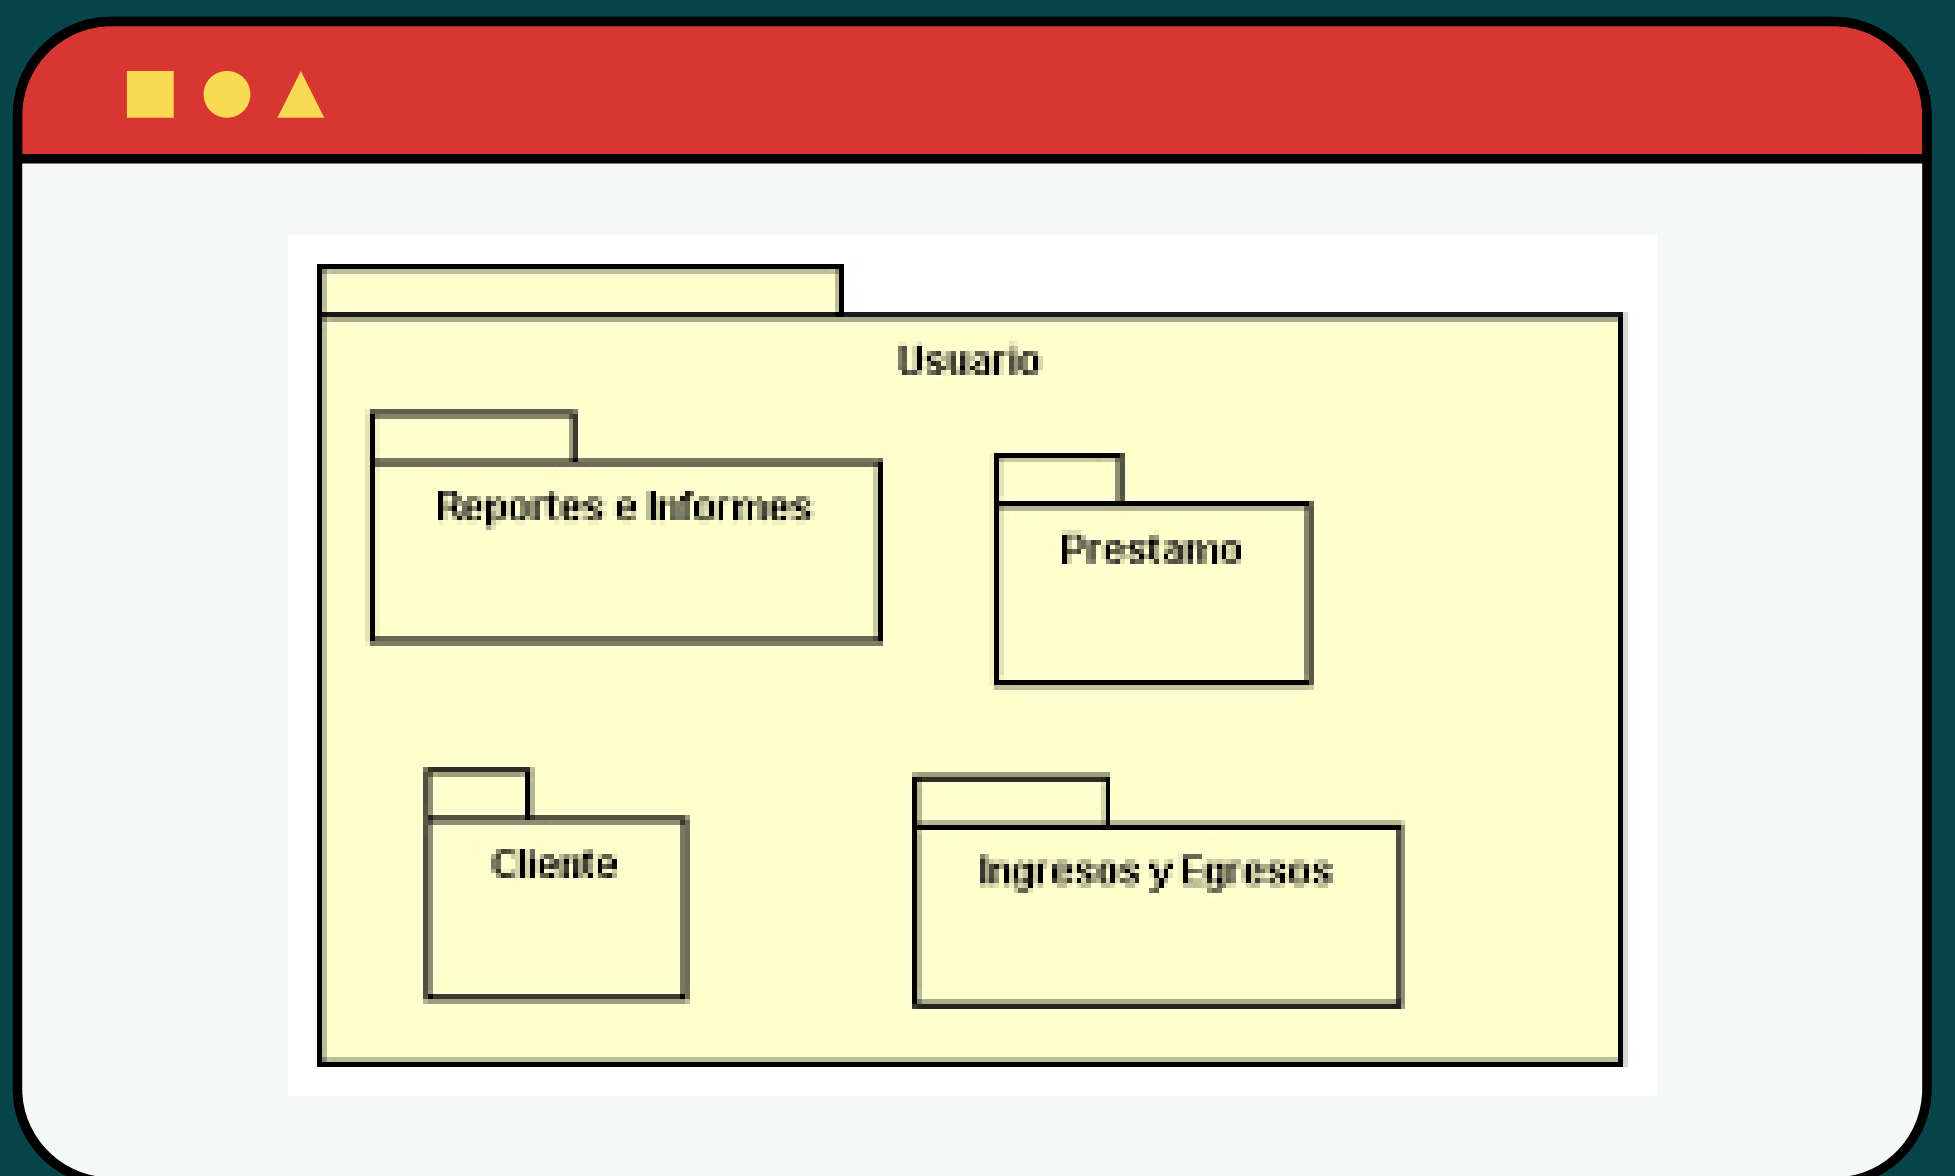 Usuario
Reportes e Informes
Prestamo
Cliente
Ingresos y Egresos